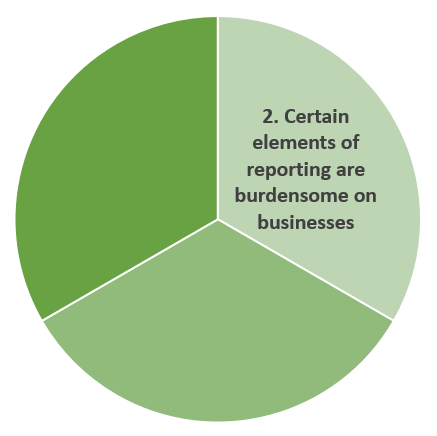 2. Certain
elements of
reporting are
burdensome on
businesses